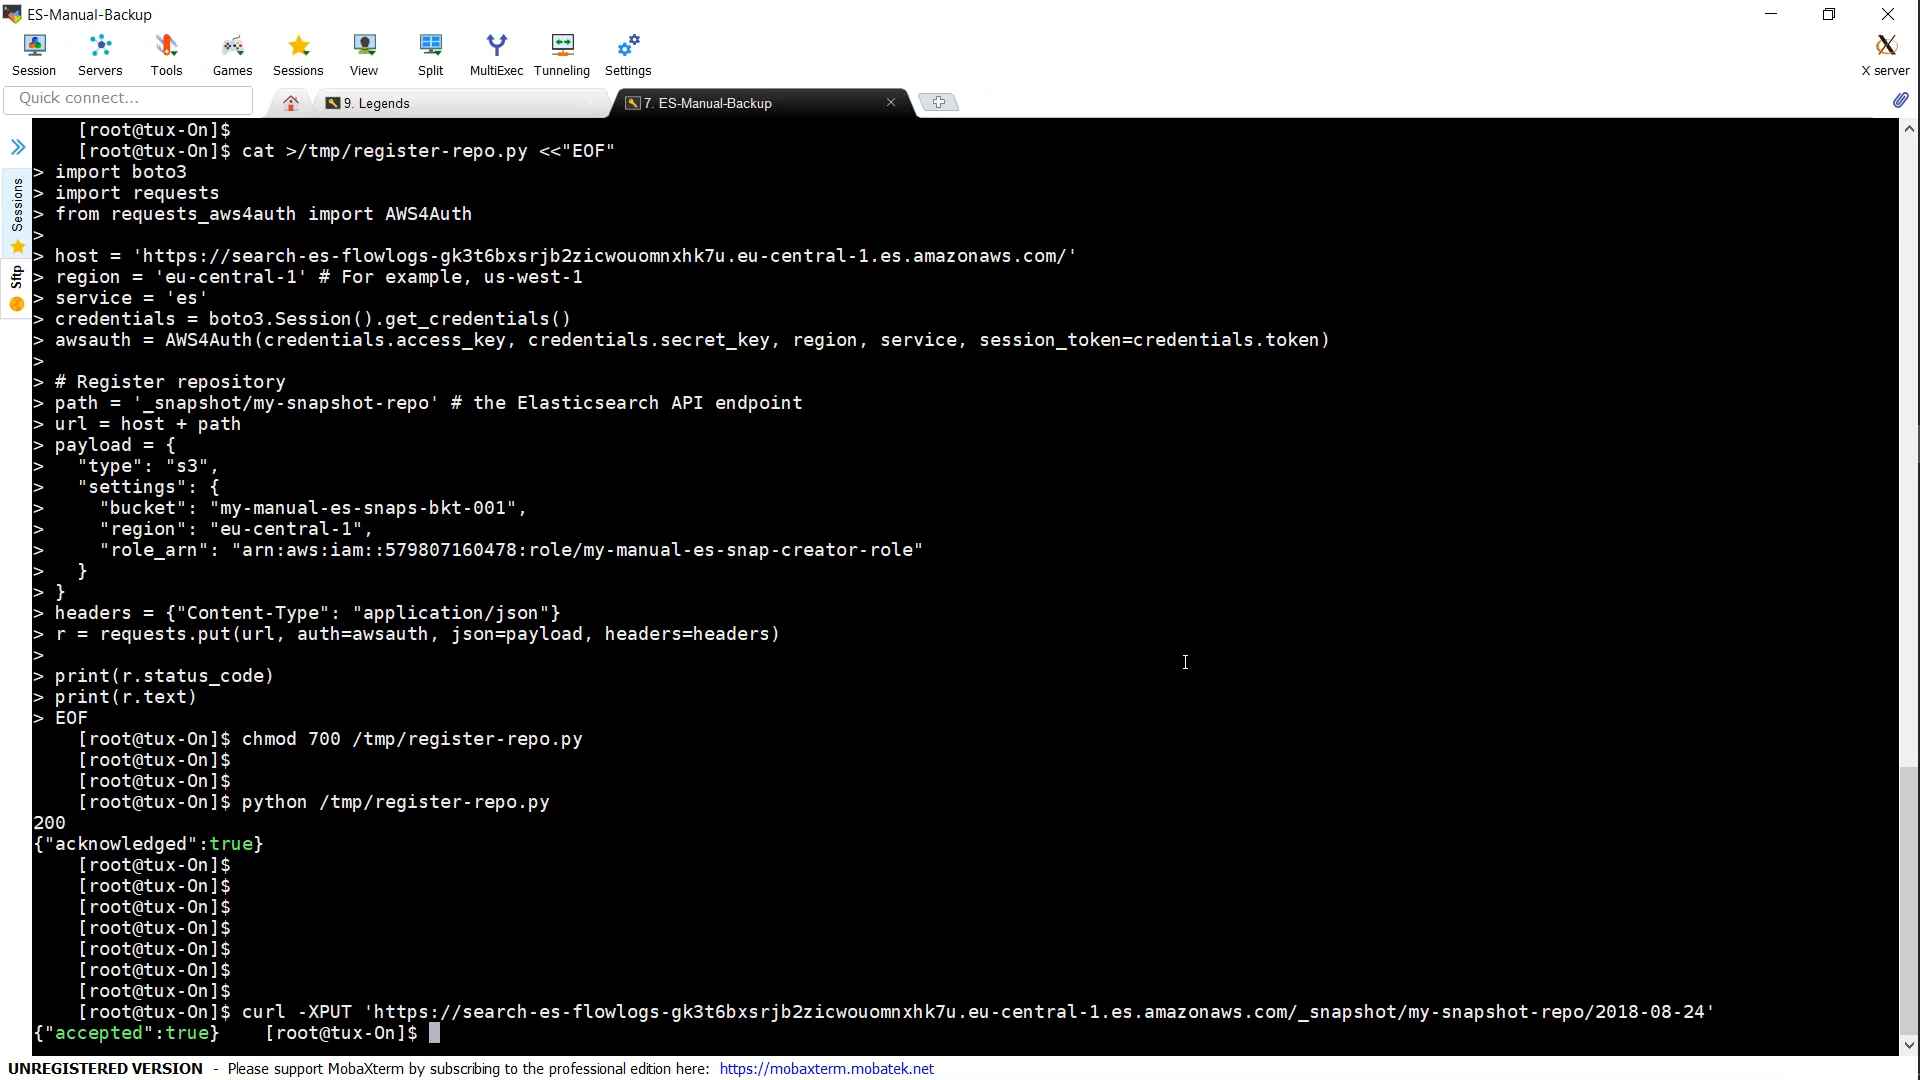 ES-Manual-Backup
Session Servers Tools Games Sessions View Split MultiExec Tunneling Settings X server
Quick connect... 9. Legends 7. ES-Manual-Backup
Sessions
Sftp
[root@tux-On]$
[root@tux-On]$ cat >/tmp/register-repo.py <<"EOF"
> import boto3
> import requests
> from requests_aws4auth import AWS4Auth
>
> host = 'https://search-es-flowlogs-gk3t6bxsrjb2zicwouomnxhk7u.eu-central-1.es.amazonaws.com/'
> region = 'eu-central-1' # For example, us-west-1
> service = 'es'
> credentials = boto3.Session().get_credentials()
> awsauth = AWS4Auth(credentials.access_key, credentials.secret_key, region, service, session_token=credentials.token)
>
> # Register repository
> path = '_snapshot/my-snapshot-repo' # the Elasticsearch API endpoint
> url = host + path
> payload = {
>   "type": "s3",
>   "settings": {
>     "bucket": "my-manual-es-snaps-bkt-001",
>     "region": "eu-central-1",
>     "role_arn": "arn:aws:iam::579807160478:role/my-manual-es-snap-creator-role"
>   }
> }
> headers = {"Content-Type": "application/json"}
> r = requests.put(url, auth=awsauth, json=payload, headers=headers)
>
> print(r.status_code)
> print(r.text)
> EOF
[root@tux-On]$ chmod 700 /tmp/register-repo.py
[root@tux-On]$
[root@tux-On]$
[root@tux-On]$ python /tmp/register-repo.py
200
{"acknowledged":true}
[root@tux-On]$
[root@tux-On]$
[root@tux-On]$
[root@tux-On]$
[root@tux-On]$
[root@tux-On]$
[root@tux-On]$
[root@tux-On]$ curl -XPUT 'https://search-es-flowlogs-gk3t6bxsrjb2zicwouomnxhk7u.eu-central-1.es.amazonaws.com/_snapshot/my-snapshot-repo/2018-08-24'
{"accepted":true}    [root@tux-On]$
UNREGISTERED VERSION - Please support MobaXterm by subscribing to the professional edition here: https://mobaxterm.mobatek.net